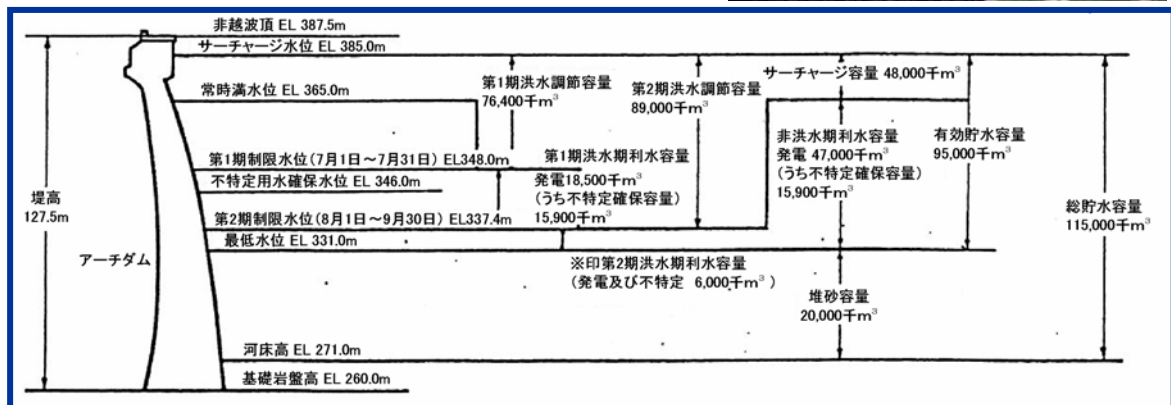 非越波頂 EL 387.5m
サーチャージ水位 EL 385.0m
常時満水位 EL 365.0m
第1期制限水位(7月1日～7月31日) EL348.0m
不特定用水確保水位 EL 346.0m
第2期制限水位(8月1日～9月30日) EL337.4m
最低水位 EL 331.0m
河床高 EL 271.0m
基礎岩盤高 EL 260.0m
堤高
127.5m
アーチダム
第1期洪水調節容量
76,400千m³
第2期洪水調節容量
89,000千m³
サーチャージ容量 48,000千m³
第1期洪水期利水容量
発電18,500千m³
(うち不特定確保容量)
15,900千m³
非洪水期利水容量
発電 47,000千m³
(うち不特定確保容量)
15,900千m³
有効貯水容量
95,000千m³
総貯水容量
115,000千m³
※印第2期洪水期利水容量
(発電及び不特定 6,000千m³ )
堆砂容量
20,000千m³